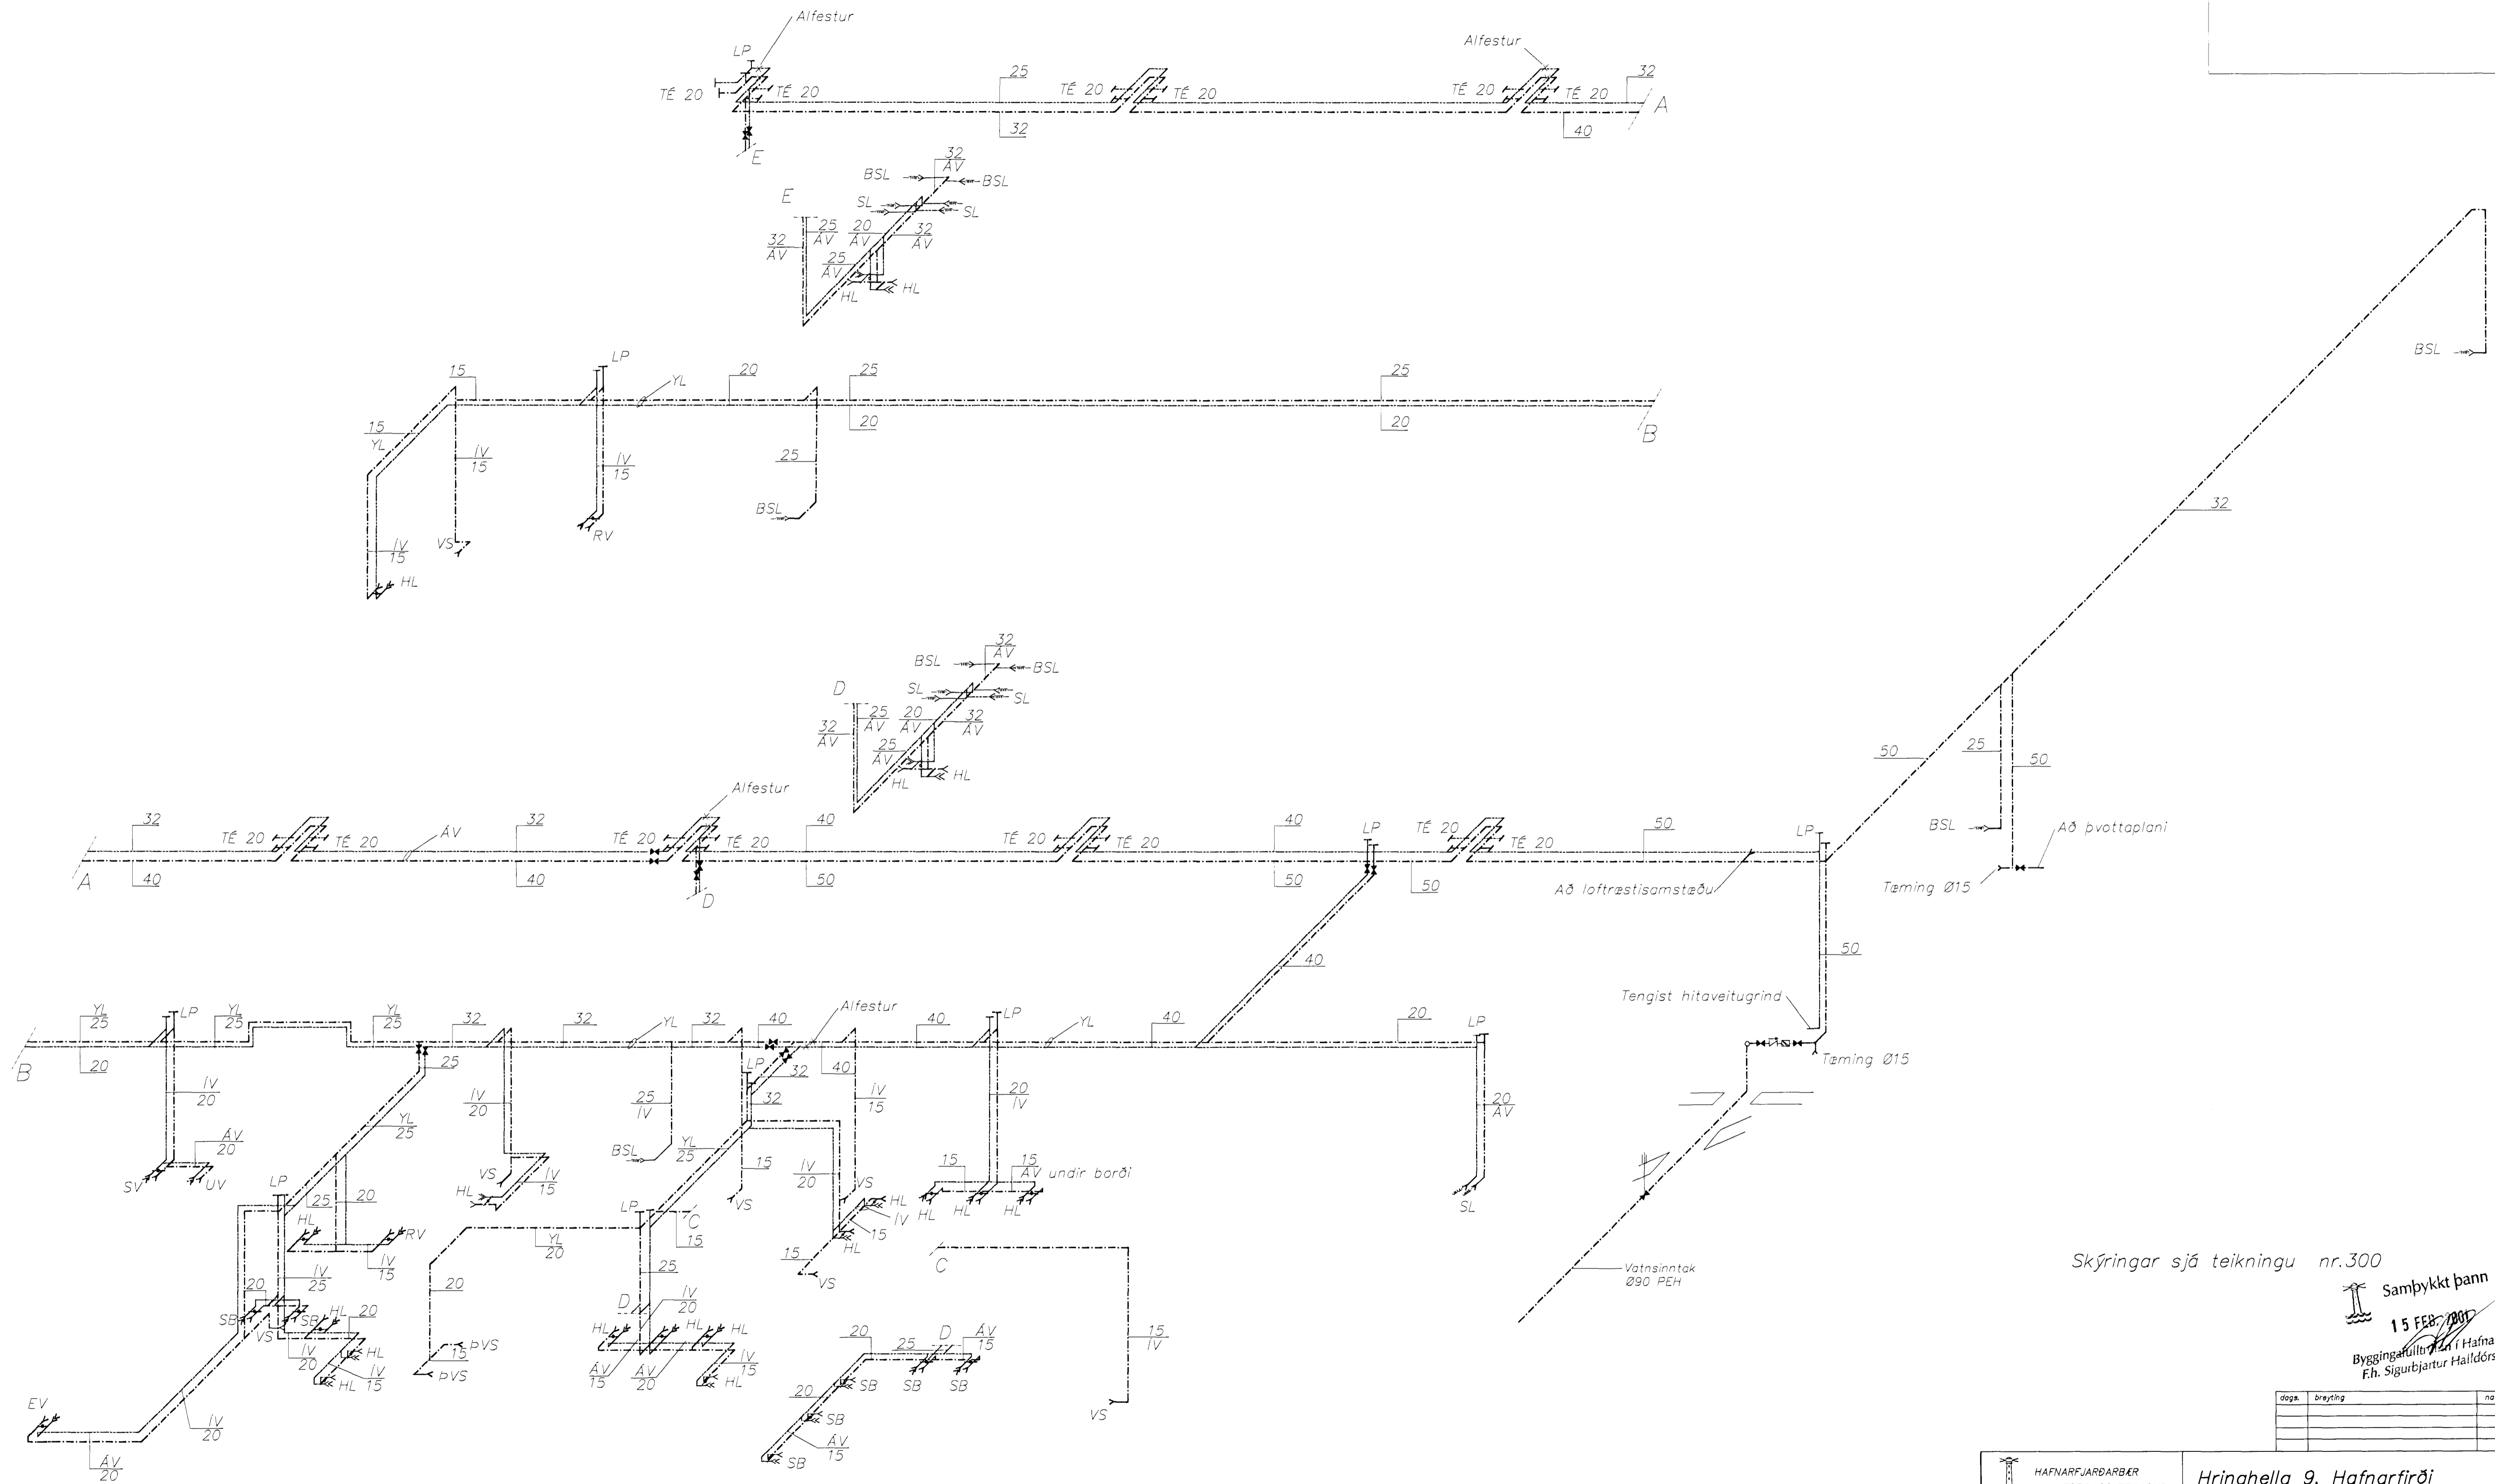 Alfestur
LP
TÉ 20
TÉ 20
25
32
TÉ 20
TÉ 20
Alfestur
TÉ 20
TÉ 20
32
40
A
E
32
ÁV
BSL
BSL
SL
SL
E
25
ÁV
20
ÁV
32
ÁV
32
ÁV
25
ÁV
HL
HL
BSL
32
LP
15
YL
20
25
25
20
20
B
15
YL
ÍV
15
ÍV
15
25
BSL
RV
VS
ÍV
15
HL
32
ÁV
BSL
BSL
SL
SL
D
25
ÁV
20
ÁV
32
ÁV
32
ÁV
25
ÁV
HL
HL
50
25
50
BSL
Að þvottaplani
Tæming Ø15
Alfestur
32
TÉ 20
TÉ 20
ÁV
32
TÉ 20
TÉ 20
40
TÉ 20
TÉ 20
40
LP
TÉ 20
TÉ 20
50
LP
A
40
40
D
50
50
50
Að loftræstisamstæðu
40
50
Tengist hitaveitugrind
Tæming Ø15
YL
25
LP
YL
25
YL
25
32
32
YL
32
40
Alfestur
40
LP
YL
40
20
LP
B
20
25
LP
32
40
ÍV
20
ÍV
20
25
ÍV
32
ÍV
15
20
ÍV
20
ÁV
YL
25
ÁV
20
SV
UV
VS
HL
ÍV
15
BSL
YL
25
15
VS
ÍV
20
VS
HL
ÍV
15
HL
15
VS
15
15
ÁV undir borði
HL
HL
HL
SL
LP
25
20
HL
RV
ÍV
15
ÍV
25
20
SB
SB
VS
HL
20
ÍV
20
HL
ÍV
15
HL
LP
C
15
YL
20
20
25
D
ÍV
20
ÞVS
15
ÞVS
HL
HL
HL
ÁV
15
ÁV
20
ÍV
15
HL
C
15
ÍV
VS
20
25
D
ÁV
15
SB
SB
SB
20
SB
ÁV
15
SB
EV
ÍV
20
ÁV
20
Vatnsinntak
Ø90 PEH
Skýringar sjá teikningu nr.300
Samþykkt þann
15 FEB. 2001
F.h. Sigurbjartur Halldórs
dags.
breyting
na
HAFNARFJARÐARBÆR
Hringhella 9, Hafnarfirði